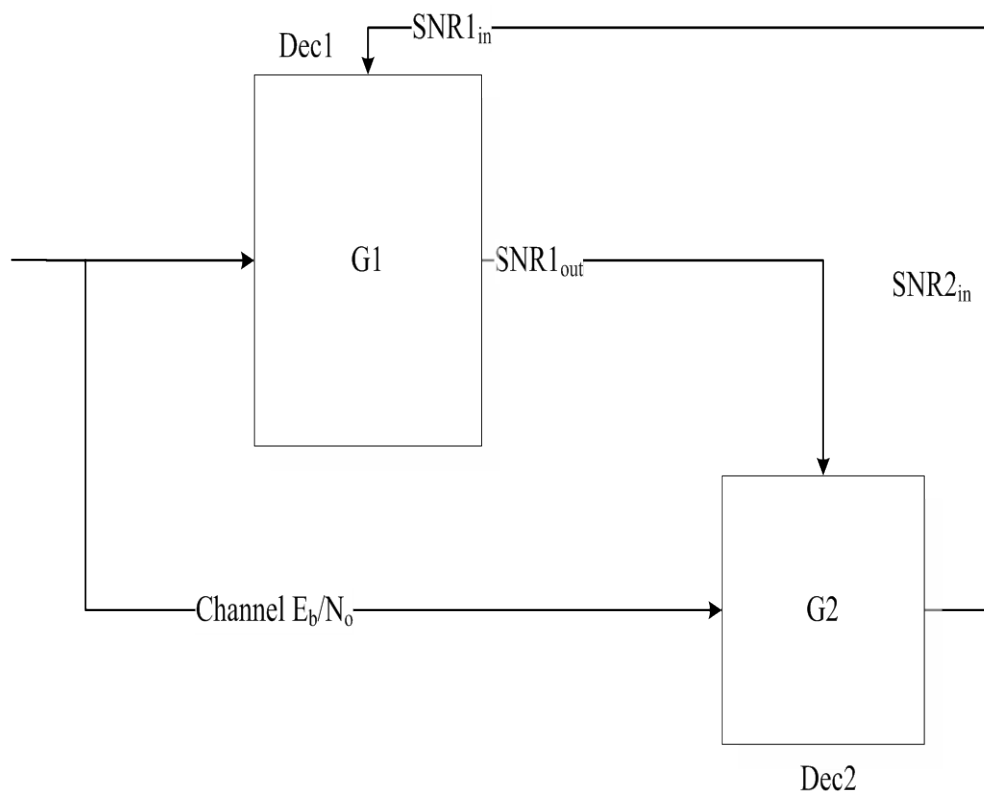 SNR1in
Dec1
G1
SNR1out
SNR2in
Channel Eb/No
G2
Dec2